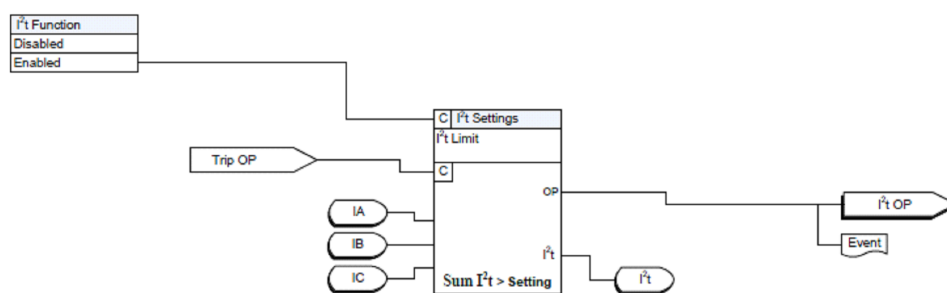 I²t Function
Disabled
Enabled
C I²t Settings
I²t Limit
Trip OP
C
OP
I²t OP
IA
IB
Event
I²t
IC
Sum I²t > Setting
I²t